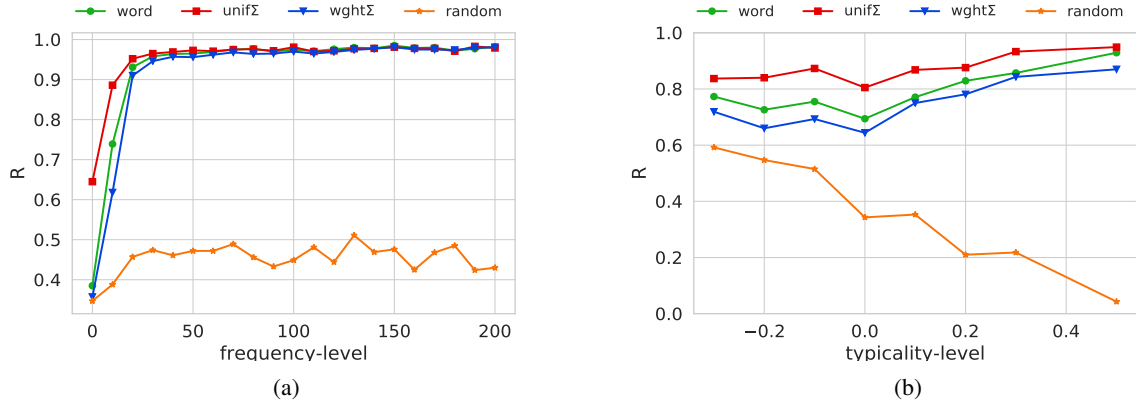 word unifΣ wghtΣ random
1.0
0.9
0.8
0.7
0.6
0.5
0.4
R
0 50 100 150 200
frequency-level
(a)
word unifΣ wghtΣ random
1.0
0.8
0.6
0.4
0.2
0.0
R
−0.2 0.0 0.2 0.4
typicality-level
(b)